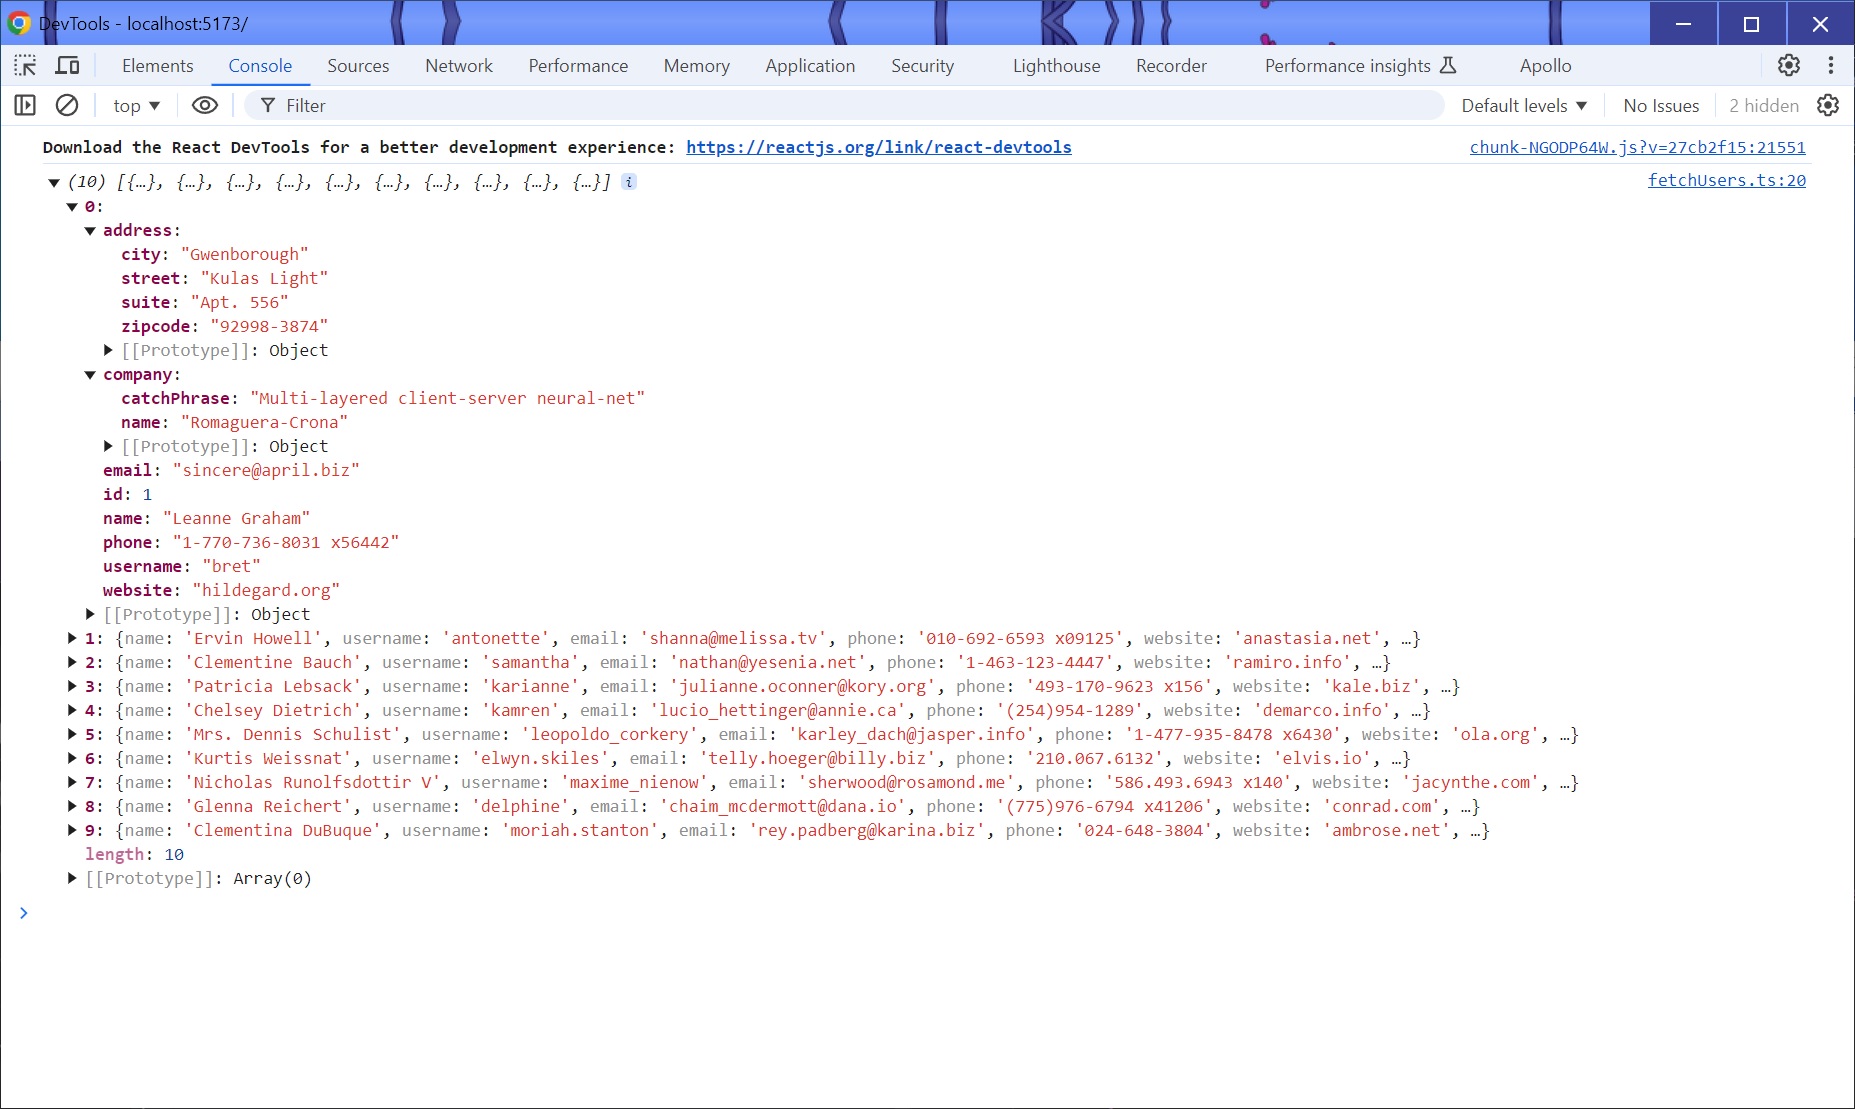 DevTools - localhost:5173/
Elements Console Sources Network Performance Memory Application Security Lighthouse Recorder Performance insights Apollo
top ▼ Filter Default levels ▼ No Issues 2 hidden
Download the React DevTools for a better development experience: https://reactjs.org/link/react-devtools chunk-NGODP64W.js?v=27cb2f15:21551
▼ (10) [{…}, {…}, {…}, {…}, {…}, {…}, {…}, {…}, {…}, {…}] i fetchUsers.ts:20
▼ 0:
▼ address:
city: "Gwenborough"
street: "Kulas Light"
suite: "Apt. 556"
zipcode: "92998-3874"
▶ [[Prototype]]: Object
▼ company:
catchPhrase: "Multi-layered client-server neural-net"
name: "Romaguera-Crona"
▶ [[Prototype]]: Object
email: "sincere@april.biz"
id: 1
name: "Leanne Graham"
phone: "1-770-736-8031 x56442"
username: "bret"
website: "hildegard.org"
▶ [[Prototype]]: Object
▶ 1: {name: 'Ervin Howell', username: 'antonette', email: 'shanna@melissa.tv', phone: '010-692-6593 x09125', website: 'anastasia.net', …}
▶ 2: {name: 'Clementine Bauch', username: 'samantha', email: 'nathan@yesenia.net', phone: '1-463-123-4447', website: 'ramiro.info', …}
▶ 3: {name: 'Patricia Lebsack', username: 'karianne', email: 'julianne.oconner@kory.org', phone: '493-170-9623 x156', website: 'kale.biz', …}
▶ 4: {name: 'Chelsey Dietrich', username: 'kamren', email: 'lucio_hettinger@annie.ca', phone: '(254)954-1289', website: 'demarco.info', …}
▶ 5: {name: 'Mrs. Dennis Schulist', username: 'leopoldo_corkery', email: 'karley_dach@jasper.info', phone: '1-477-935-8478 x6430', website: 'ola.org', …}
▶ 6: {name: 'Kurtis Weissnat', username: 'elwyn.skiles', email: 'telly.hoeger@billy.biz', phone: '210.067.6132', website: 'elvis.io', …}
▶ 7: {name: 'Nicholas Runolfsdottir V', username: 'maxime_nienow', email: 'sherwood@rosamond.me', phone: '586.493.6943 x140', website: 'jacynthe.com', …}
▶ 8: {name: 'Glenna Reichert', username: 'delphine', email: 'chaim_mcdermott@dana.io', phone: '(775)976-6794 x41206', website: 'conrad.com', …}
▶ 9: {name: 'Clementina DuBuque', username: 'moriah.stanton', email: 'rey.padberg@karina.biz', phone: '024-648-3804', website: 'ambrose.net', …}
length: 10
▶ [[Prototype]]: Array(0)